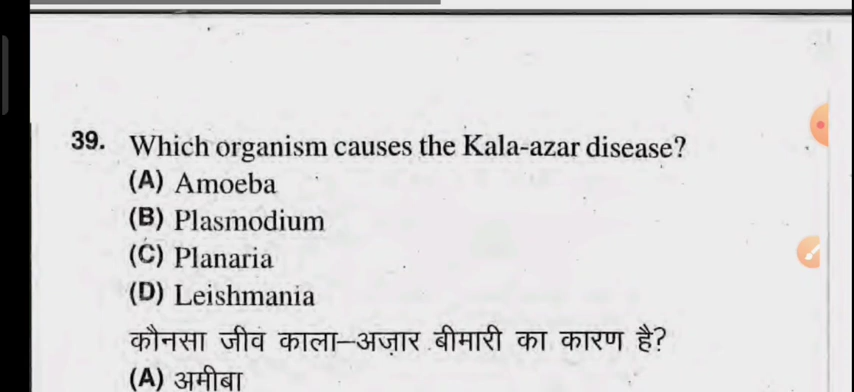 39. Which organism causes the Kala-azar disease?
(A) Amoeba
(B) Plasmodium
(C) Planaria
(D) Leishmania
कौनसा जीव काला–अज़ार बीमारी का कारण है?
(A) अमीबा